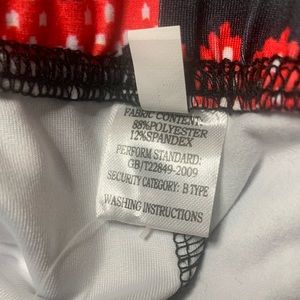 FABRIC CONTENT:
88%POLYESTER
12%SPANDEX
PERFORM STANDARD:
GB/T22849-2009
SECURITY CATEGORY: B TYPE
WASHING INSTRUCTIONS